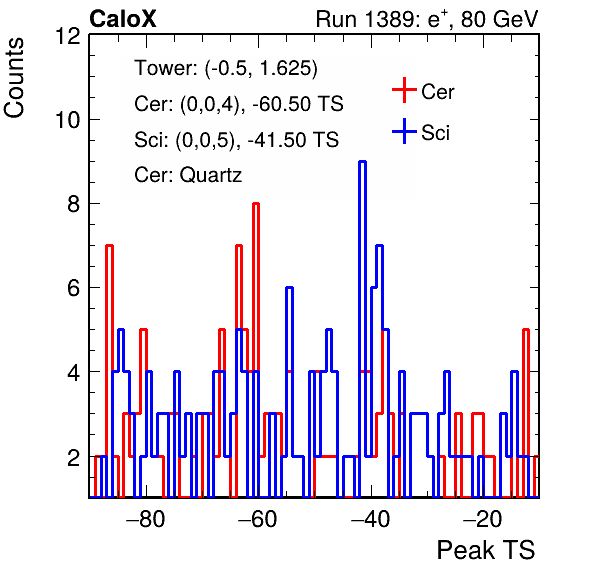 CaloX Run 1389: e⁺, 80 GeV
Counts
12
10
8
6
4
2
Tower: (-0.5, 1.625)
Cer: (0,0,4), -60.50 TS
Sci: (0,0,5), -41.50 TS
Cer: Quartz
Cer
Sci
−80 −60 −40 −20
Peak TS